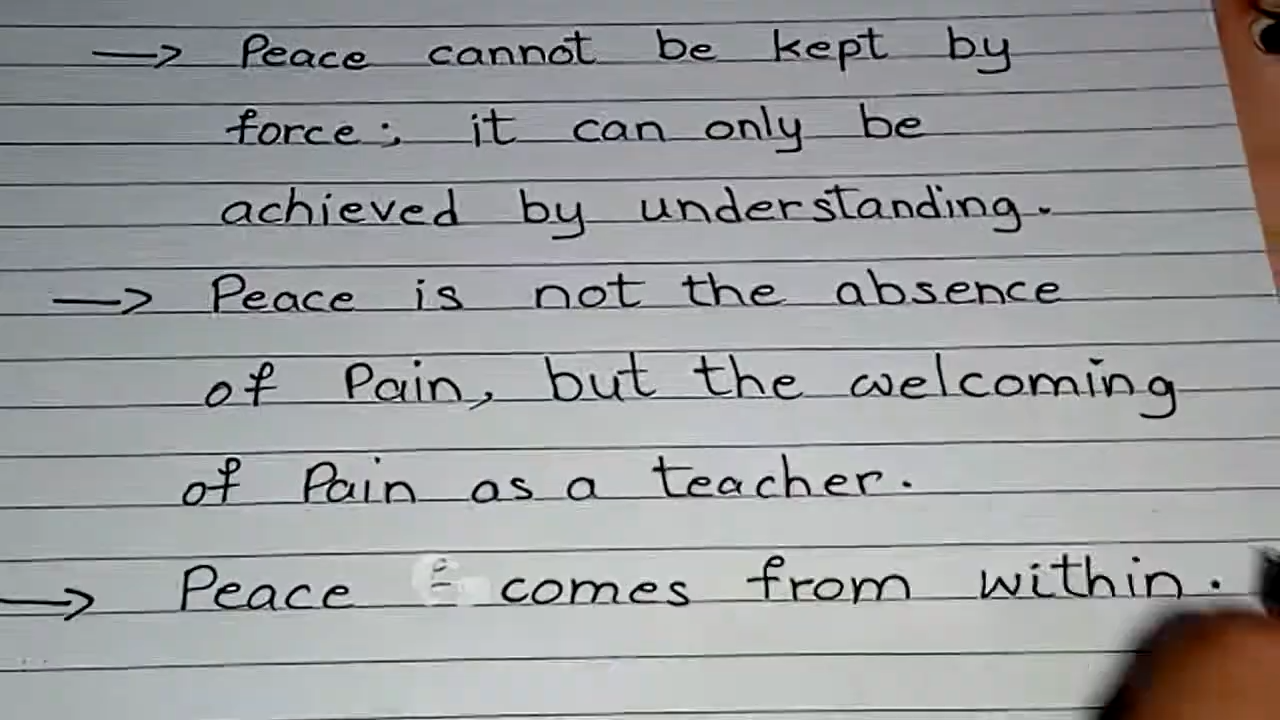 → Peace cannot be kept by
force; it can only be
achieved by understanding.
→ Peace is not the absence
of Pain, but the welcoming
of Pain as a teacher.
→ Peace comes from within.